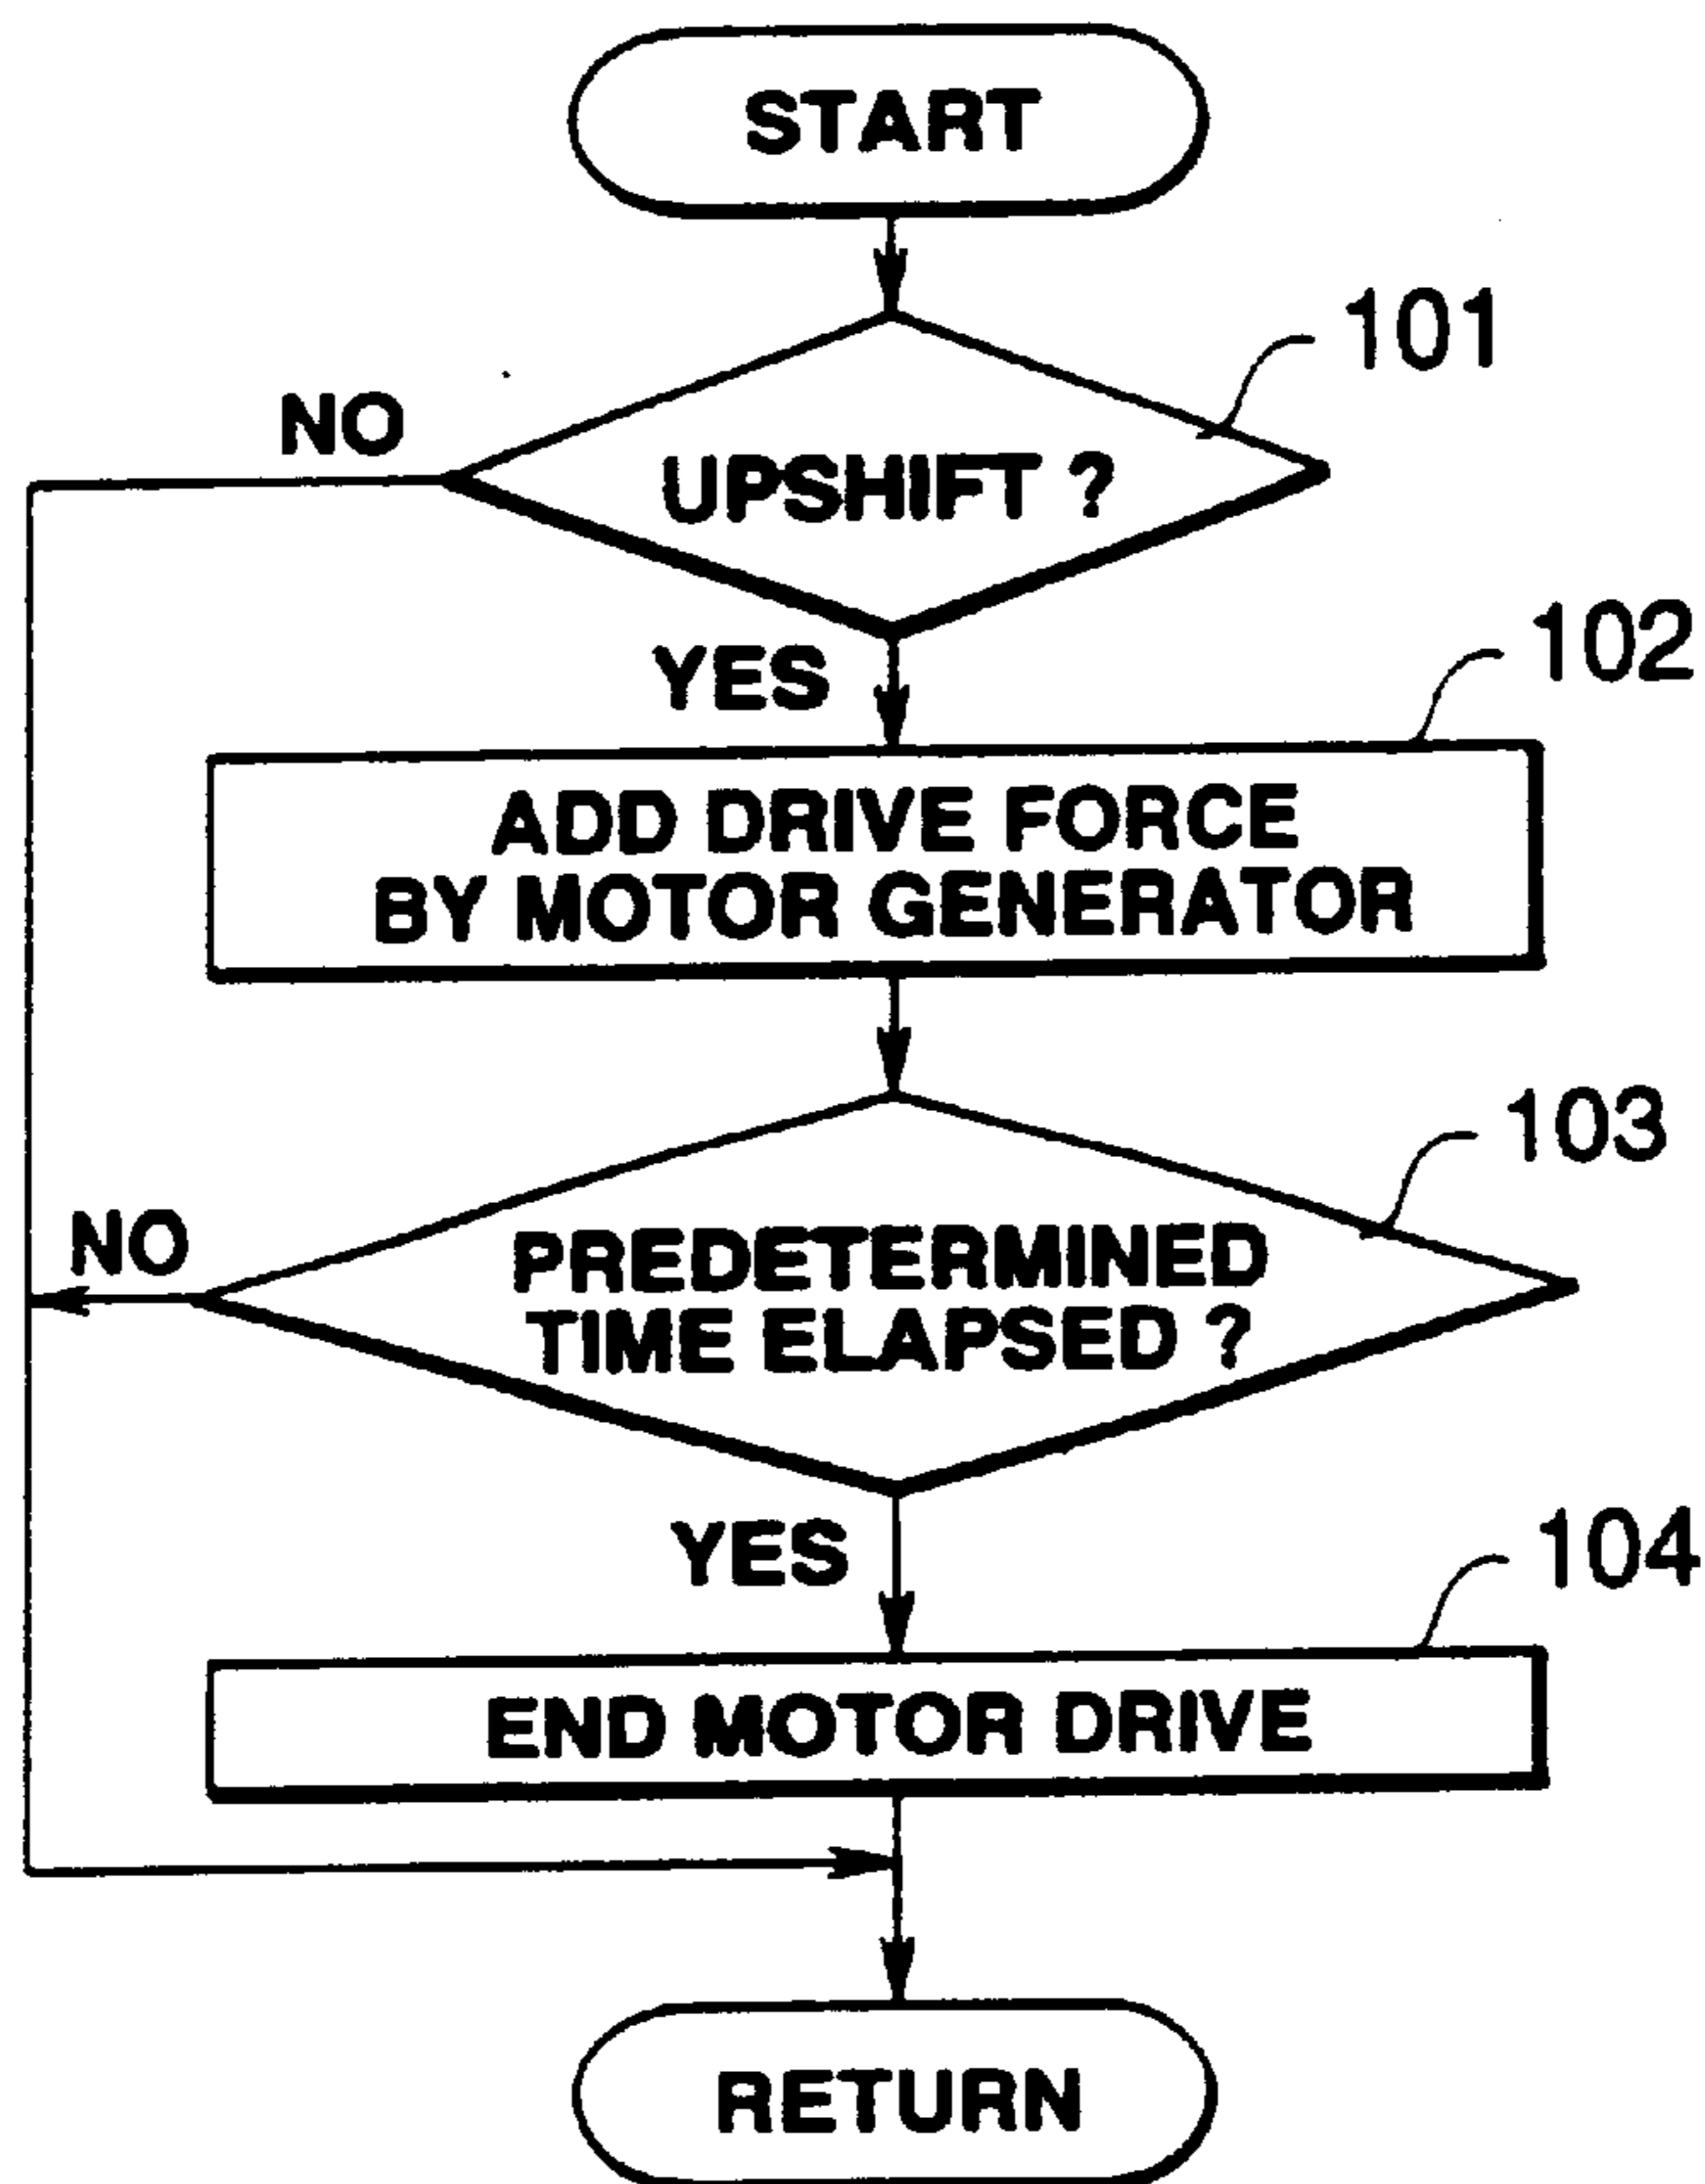 START
101
NO
UPSHIFT ?
YES
102
ADD DRIVE FORCE
BY MOTOR GENERATOR
103
NO
PREDETERMINED
TIME ELAPSED ?
YES
104
END MOTOR DRIVE
RETURN